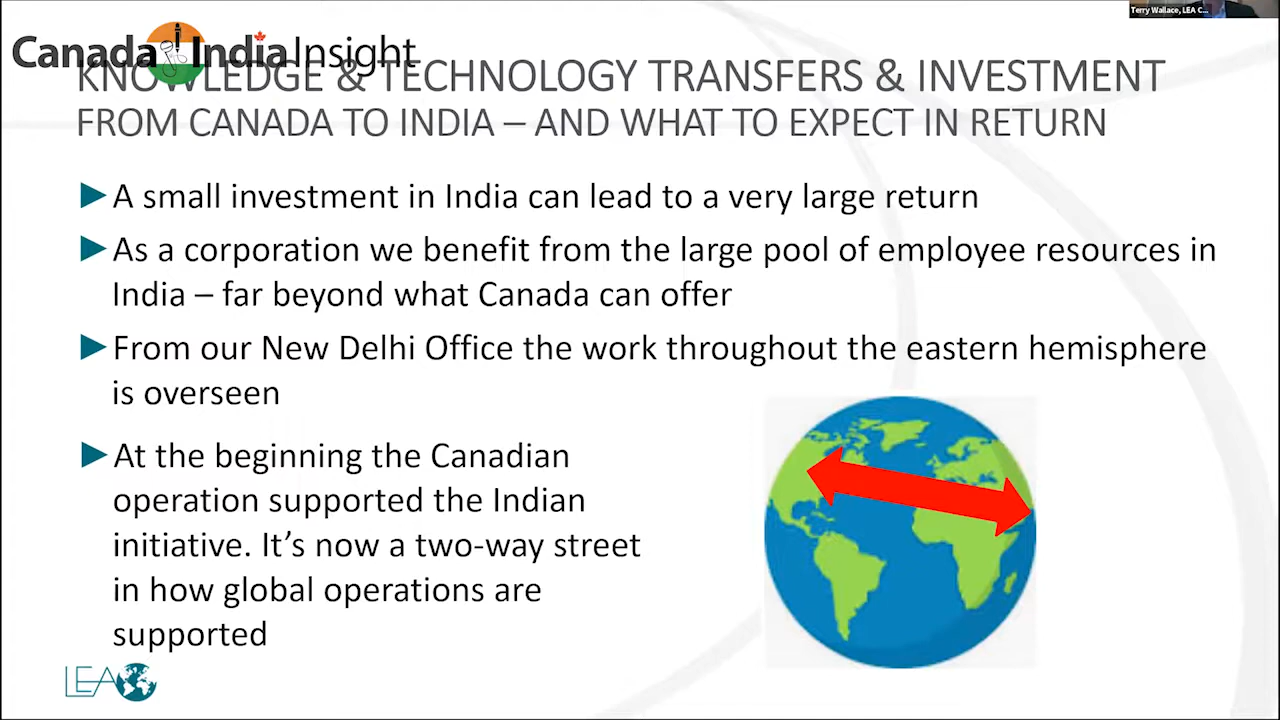 Terry Wallace, LEA C...
Canada India Insight
KNOWLEDGE & TECHNOLOGY TRANSFERS & INVESTMENT
FROM CANADA TO INDIA – AND WHAT TO EXPECT IN RETURN
►A small investment in India can lead to a very large return
►As a corporation we benefit from the large pool of employee resources in
India – far beyond what Canada can offer
►From our New Delhi Office the work throughout the eastern hemisphere
is overseen
►At the beginning the Canadian
operation supported the Indian
initiative. It’s now a two-way street
in how global operations are
supported
LEA